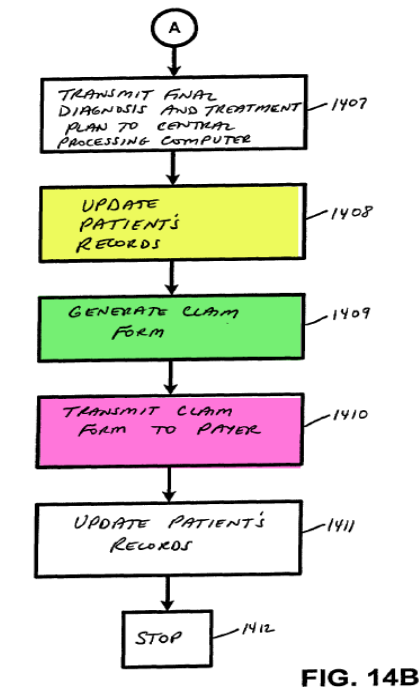 A
TRANSMIT FINAL
DIAGNOSIS AND TREATMENT
PLAN TO CENTRAL
PROCESSING COMPUTER
1407
UPDATE
PATIENT'S
RECORDS
1408
GENERATE CLAIM
FORM
1409
TRANSMIT CLAIM
FORM TO PAYER
1410
UPDATE PATIENT'S
RECORDS
1411
STOP
1412
FIG. 14B